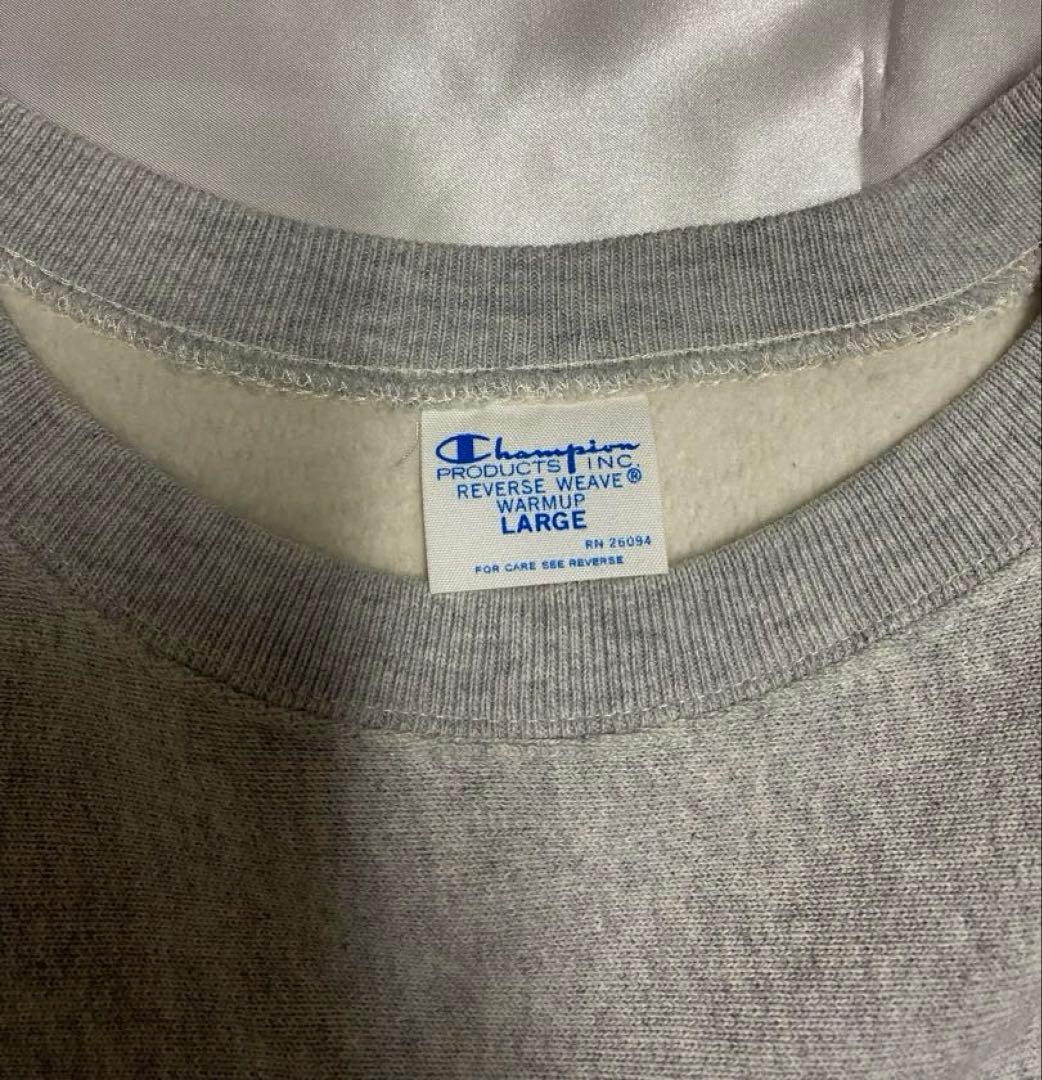 Champion
PRODUCTS INC.
REVERSE WEAVE®
WARMUP
LARGE
RN 26094
FOR CARE SEE REVERSE